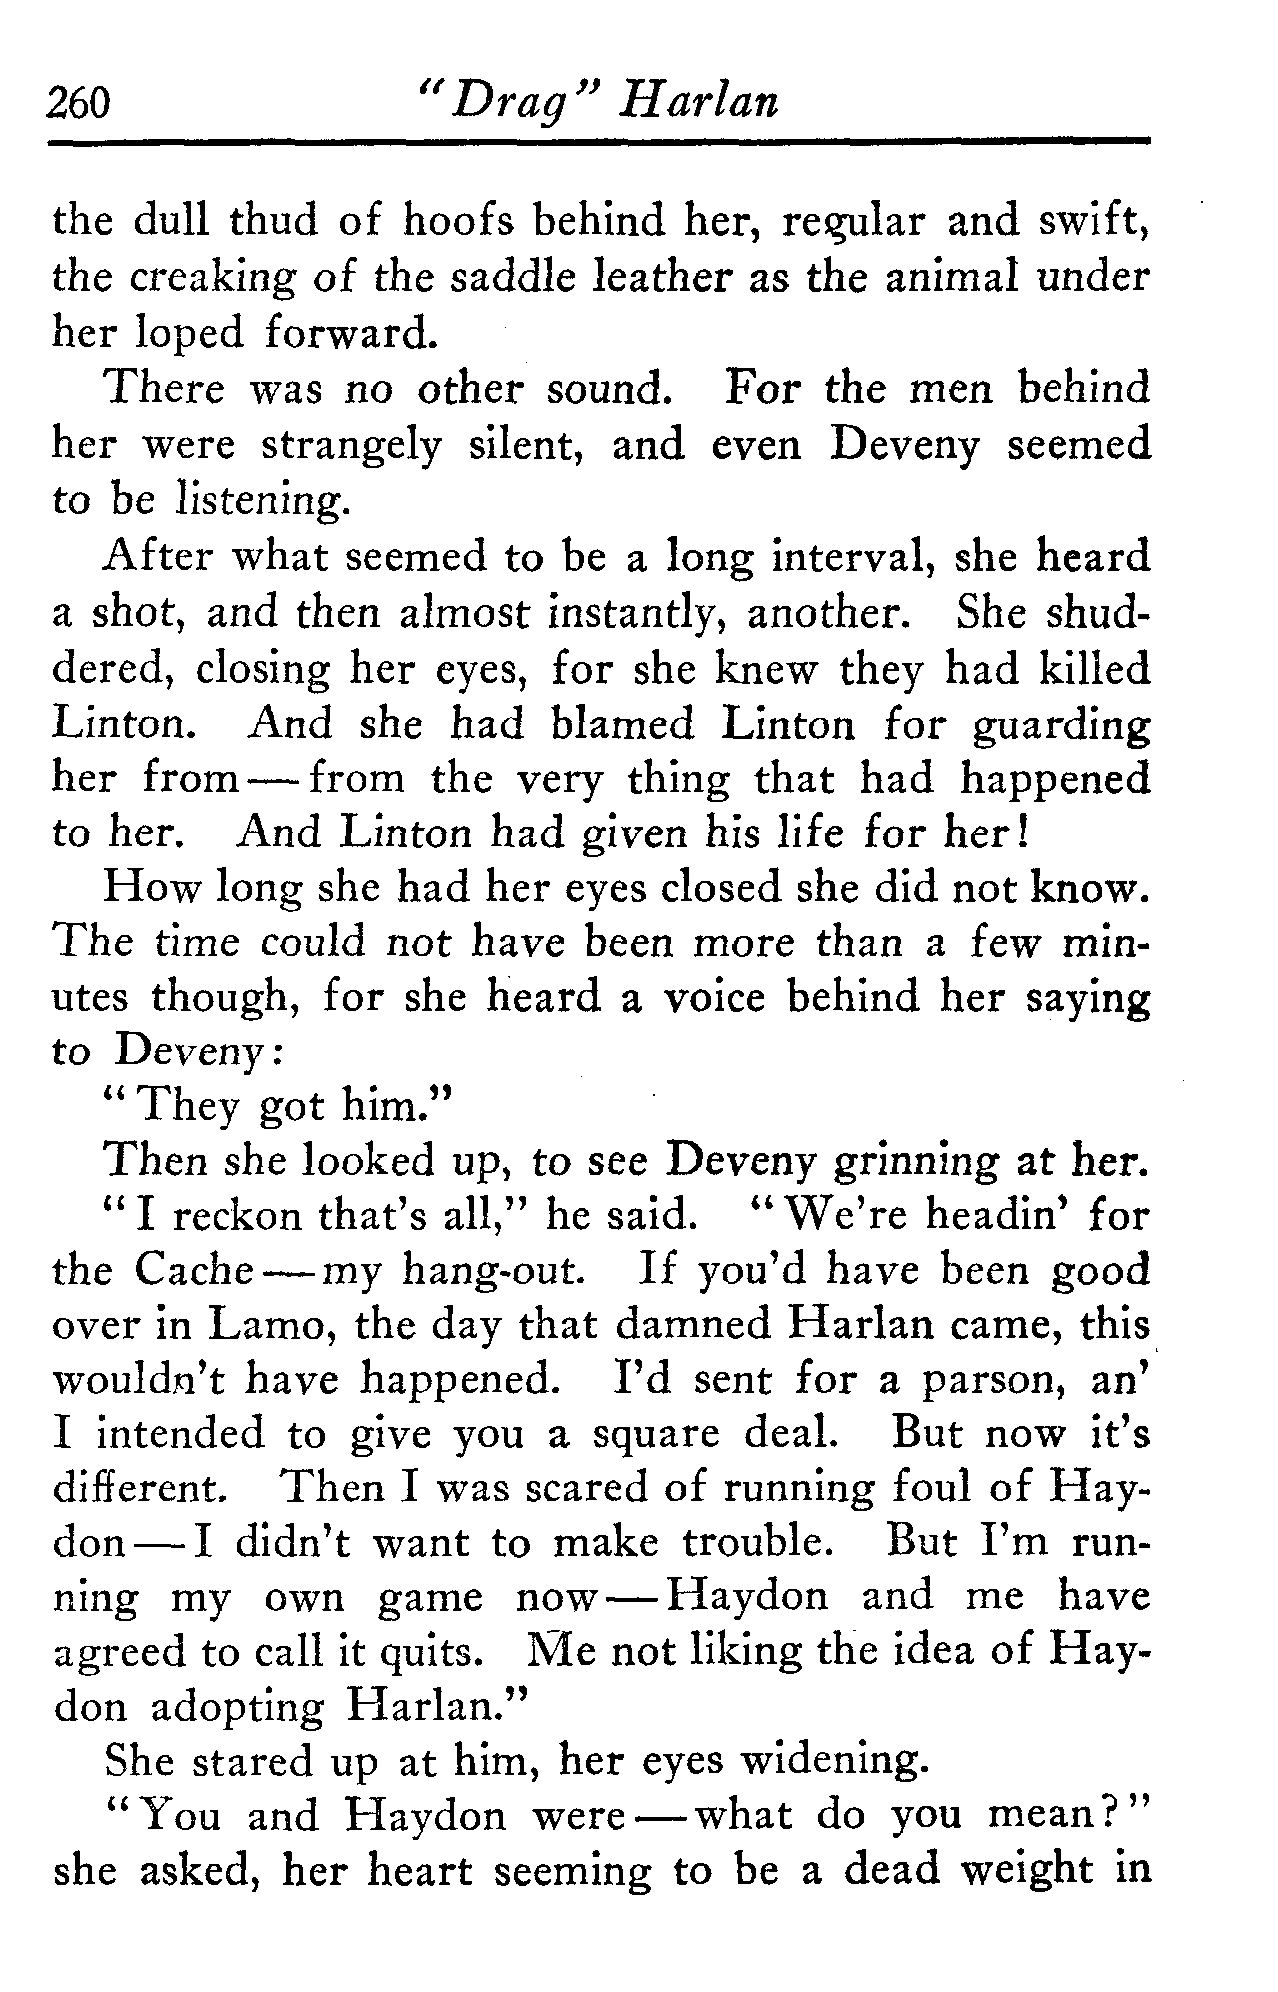 260 "Drag" Harlan
the dull thud of hoofs behind her, regular and swift,
the creaking of the saddle leather as the animal under
her loped forward.
There was no other sound. For the men behind
her were strangely silent, and even Deveny seemed
to be listening.
After what seemed to be a long interval, she heard
a shot, and then almost instantly, another. She shud-
dered, closing her eyes, for she knew they had killed
Linton. And she had blamed Linton for guarding
her from — from the very thing that had happened
to her. And Linton had given his life for her!
How long she had her eyes closed she did not know.
The time could not have been more than a few min-
utes though, for she heard a voice behind her saying
to Deveny:
"They got him."
Then she looked up, to see Deveny grinning at her.
"I reckon that's all," he said. "We're headin' for
the Cache — my hang-out. If you'd have been good
over in Lamo, the day that damned Harlan came, this
wouldn't have happened. I'd sent for a parson, an'
I intended to give you a square deal. But now it's
different. Then I was scared of running foul of Hay-
don — I didn't want to make trouble. But I'm run-
ning my own game now — Haydon and me have
agreed to call it quits. Me not liking the idea of Hay-
don adopting Harlan."
She stared up at him, her eyes widening.
"You and Haydon were — what do you mean?"
she asked, her heart seeming to be a dead weight in